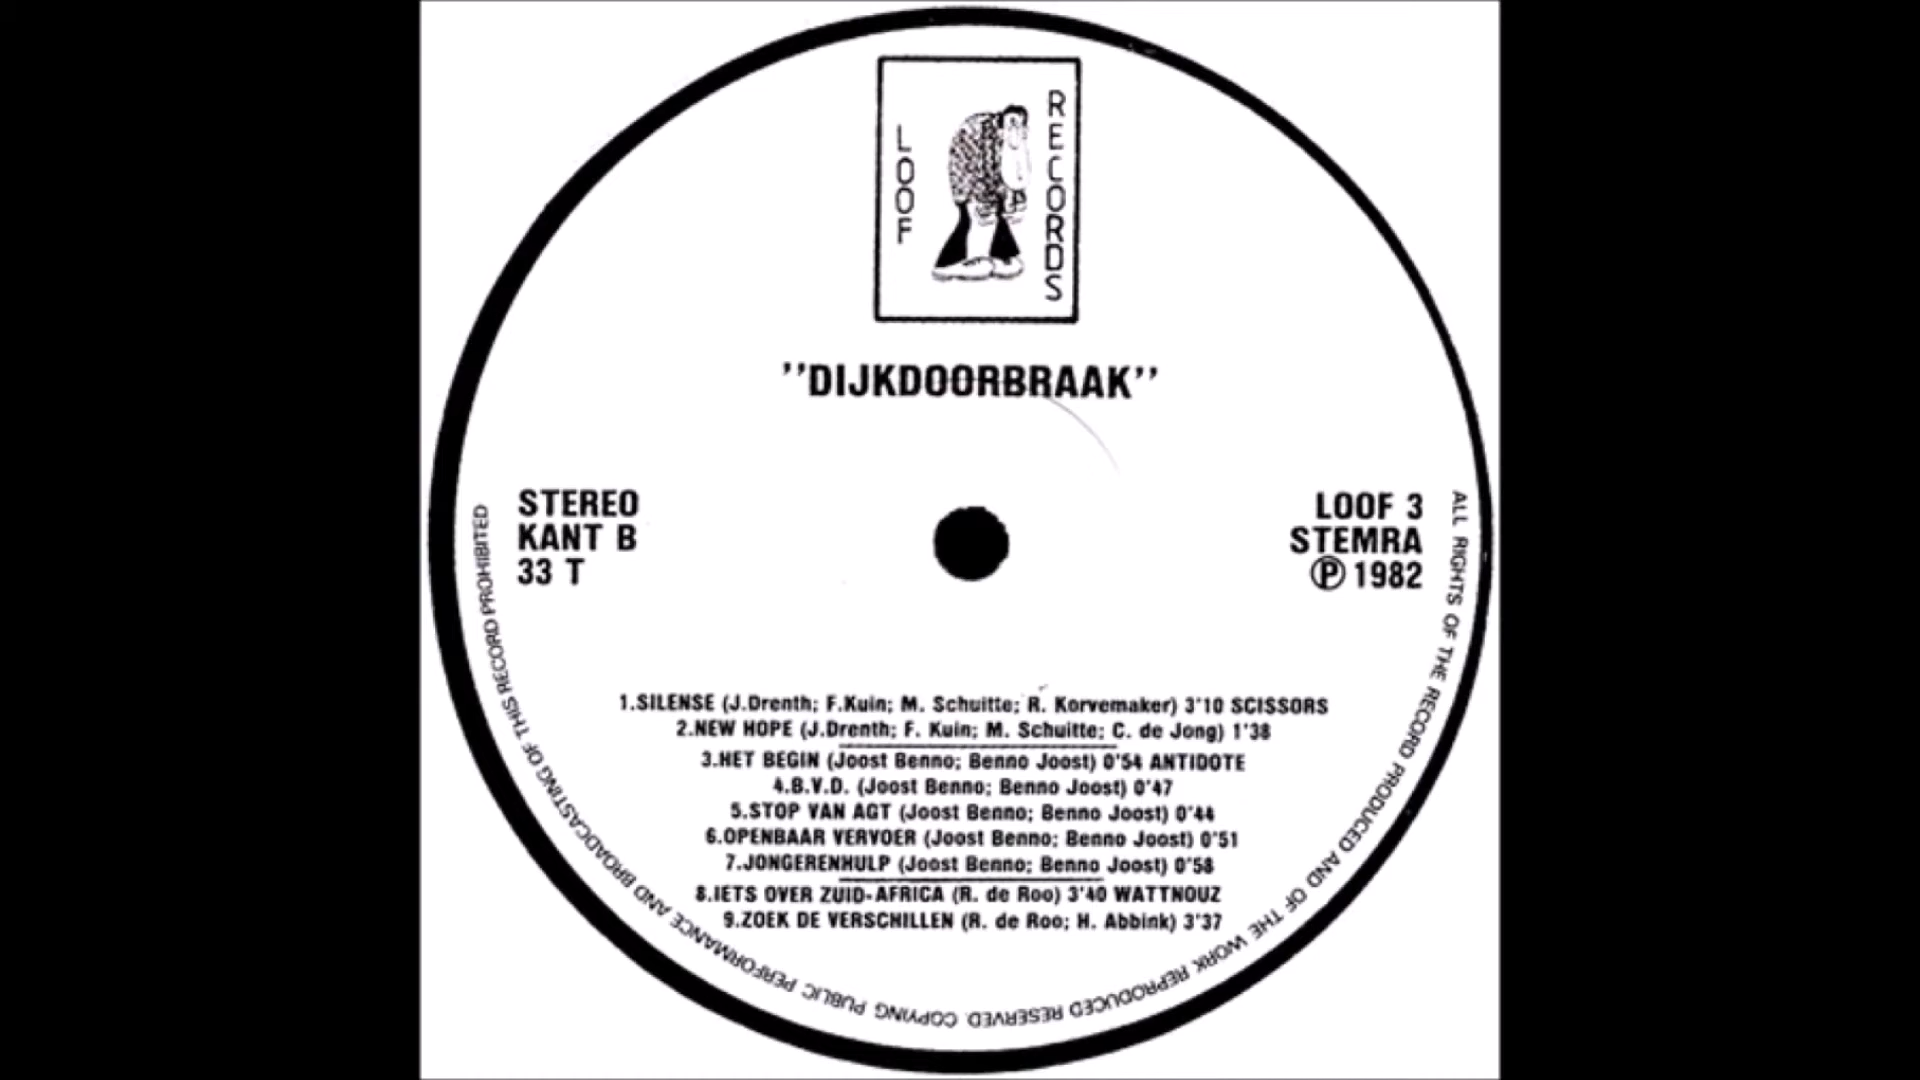 LOOF
RECORDS
''DIJKDOORBRAAK''
STEREO
KANT B
33 T
LOOF 3
STEMRA
Ⓟ 1982
1.SILENSE (J.Drenth; F.Kuin; M. Schuitte; R. Korvemaker) 3'10 SCISSORS
2.NEW HOPE (J.Drenth; F. Kuin; M. Schuitte; C. de Jong) 1'38
3.HET BEGIN (Joost Benno; Benno Joost) 0'54 ANTIDOTE
4.B.V.D. (Joost Benno; Benno Joost) 0'47
5.STOP VAN AGT (Joost Benno; Benno Joost) 0'44
6.OPENBAAR VERVOER (Joost Benno; Benno Joost) 0'51
7.JONGERENHULP (Joost Benno; Benno Joost) 0'58
8.IETS OVER ZUID-AFRICA (R. de Roo) 3'40 WATTNOUZ
9.ZOEK DE VERSCHILLEN (R. de Roo; H. Abbink) 3'37
ALL RIGHTS OF THE RECORD PRODUCED AND OF THE WORK REPRODUCED RESERVED. COPYING PUBLIC PERFORMANCE AND BROADCASTING OF THIS RECORD PROHIBITED